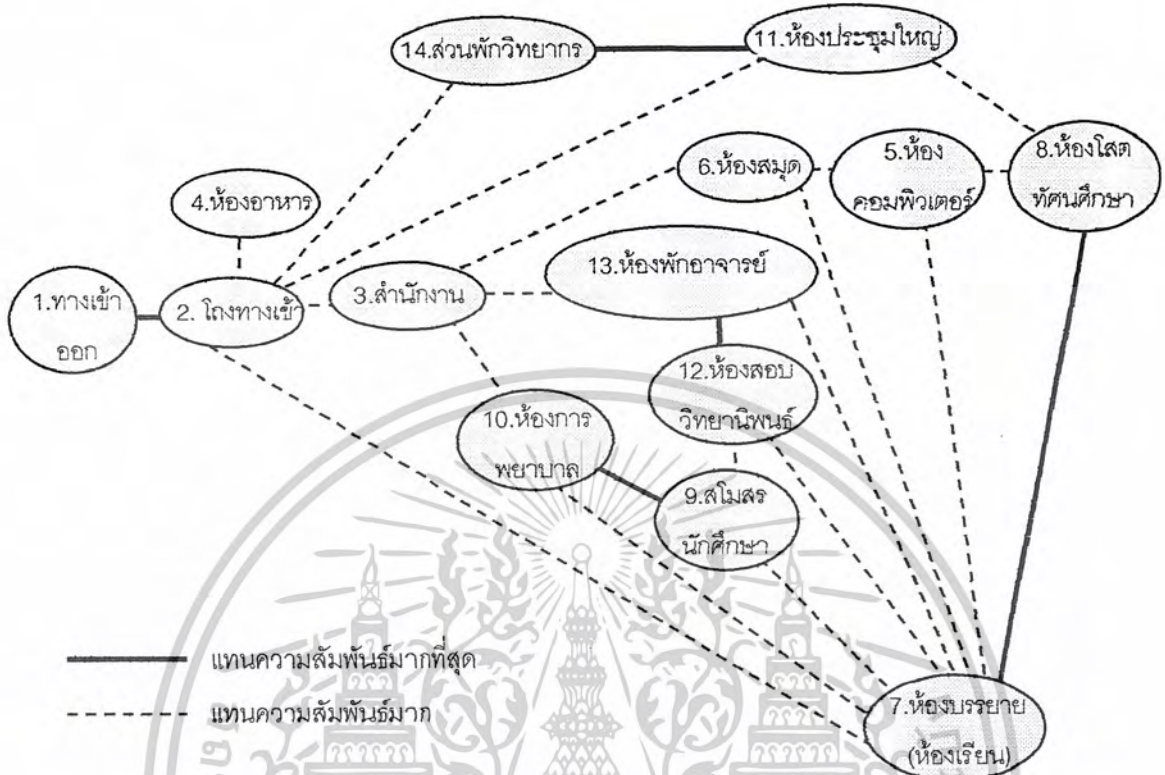 14.ส่วนพักวิทยากร
11.ห้องประชุมใหญ่
4.ห้องอาหาร
6.ห้องสมุด
5.ห้อง
คอมพิวเตอร์
8.ห้องโสต
ทัศนศึกษา
1.ทางเข้า
ออก
2. โถงทางเข้า
3.สำนักงาน
13.ห้องพักอาจารย์
12.ห้องสอบ
วิทยานิพนธ์
10.ห้องการ
พยาบาล
9.สโมสร
นักศึกษา
แทนความสัมพันธ์มากที่สุด
แทนความสัมพันธ์มาก
7.ห้องบรรยาย
(ห้องเรียน)